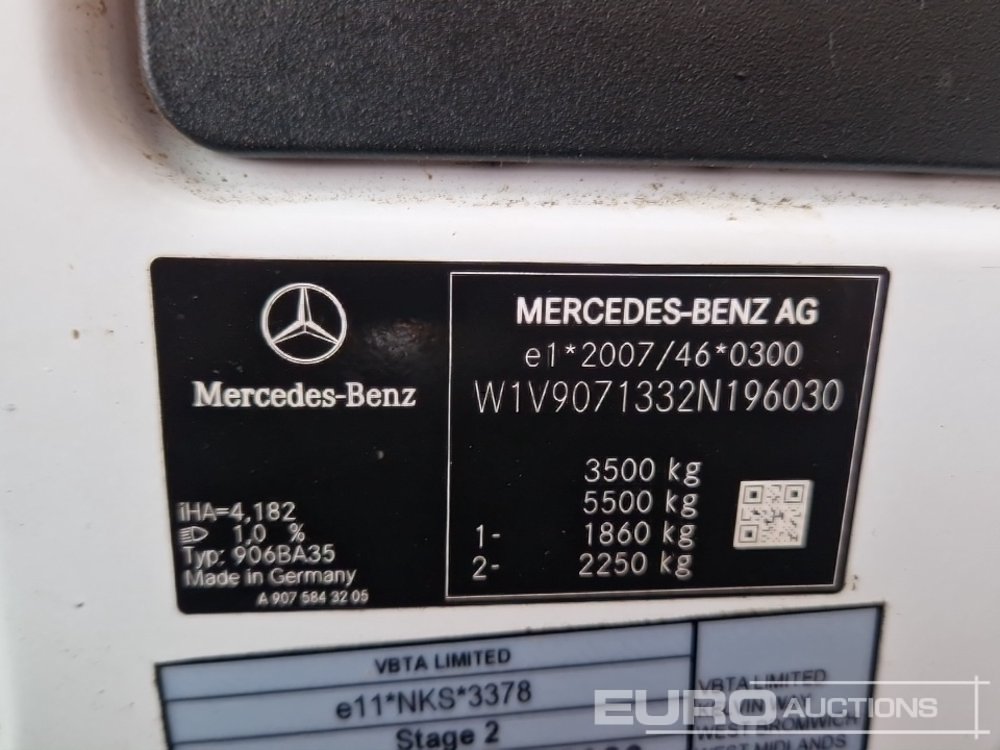 Mercedes-Benz
iHA=4,182
1,0 %
Typ: 906BA35
Made in Germany
A 907 584 32 05
MERCEDES-BENZ AG
e1*2007/46*0300
W1V9071332N196030
3500 kg
5500 kg
1- 1860 kg
2- 2250 kg
VBTA LIMITED
e11*NKS*3378
Stage 2
VBTA LIMITED
WAY
WEST BROMWICH
WEST MIDLANDS
EURO AUCTIONS